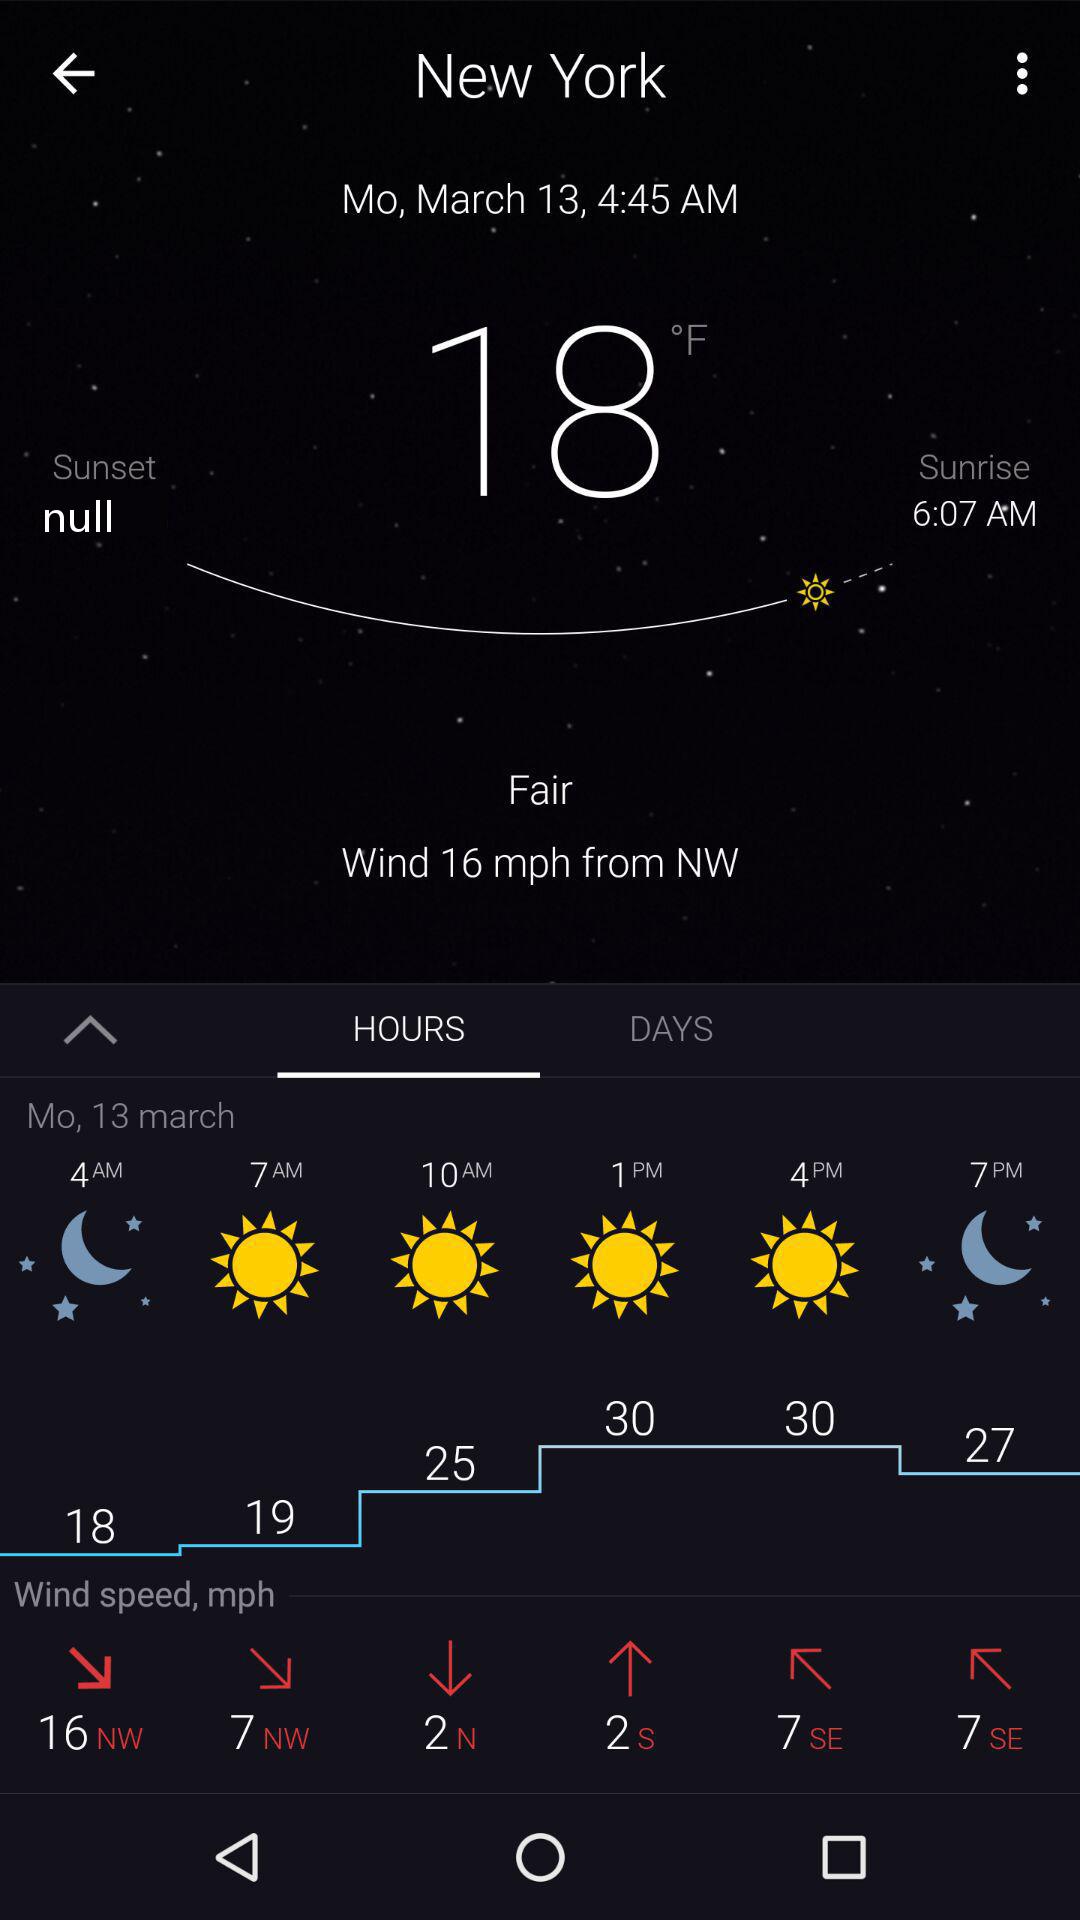 New York
Mo, March 13, 4:45 AM
18 °F
Sunset
null
Sunrise
6:07 AM
Fair
Wind 16 mph from NW
HOURS DAYS
Mo, 13 march
4 AM 7 AM 10 AM 1 PM 4 PM 7 PM
18 19 25 30 30 27
Wind speed, mph
16 NW 7 NW 2 N 2 S 7 SE 7 SE